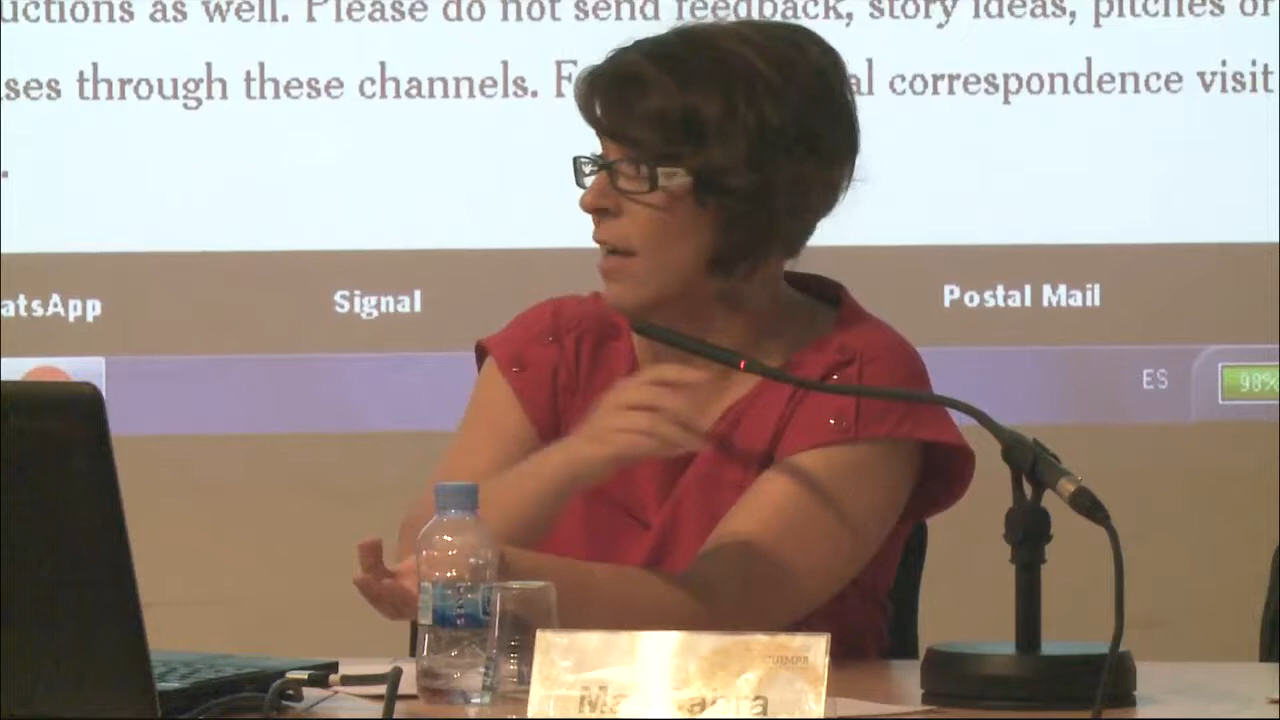 uctions as well. Please do not send feedback, story ideas, pitches or
ses through these channels. F al correspondence visit
.
atsApp Signal Postal Mail
ES 98%